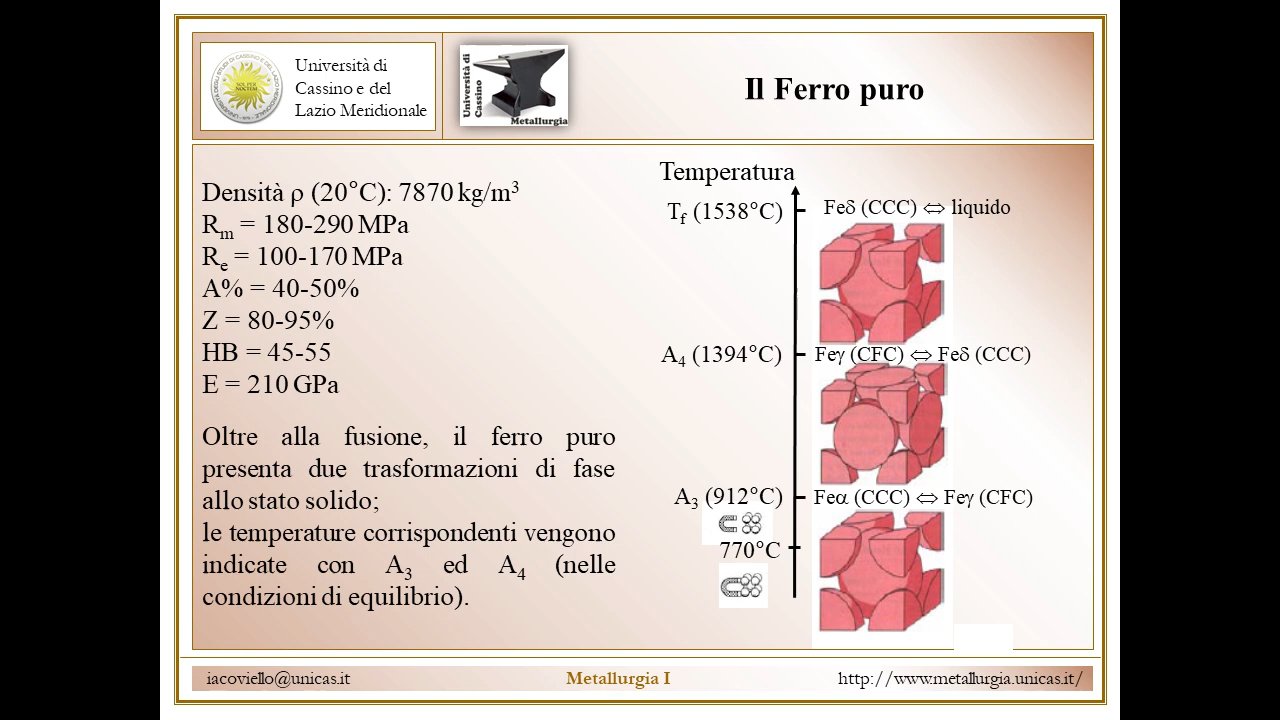 Università di
Cassino e del
Lazio Meridionale
Università di
Cassino
Metallurgia
Il Ferro puro
Densità ρ (20°C): 7870 kg/m³
Rm = 180-290 MPa
Re = 100-170 MPa
A% = 40-50%
Z = 80-95%
HB = 45-55
E = 210 GPa
Oltre alla fusione, il ferro puro
presenta due trasformazioni di fase
allo stato solido;
le temperature corrispondenti vengono
indicate con A3 ed A4 (nelle
condizioni di equilibrio).
Temperatura
Tf (1538°C)
Feδ (CCC) ⇔ liquido
A4 (1394°C)
Feγ (CFC) ⇔ Feδ (CCC)
A3 (912°C)
Feα (CCC) ⇔ Feγ (CFC)
770°C
iacoviello@unicas.it
Metallurgia I
http://www.metallurgia.unicas.it/